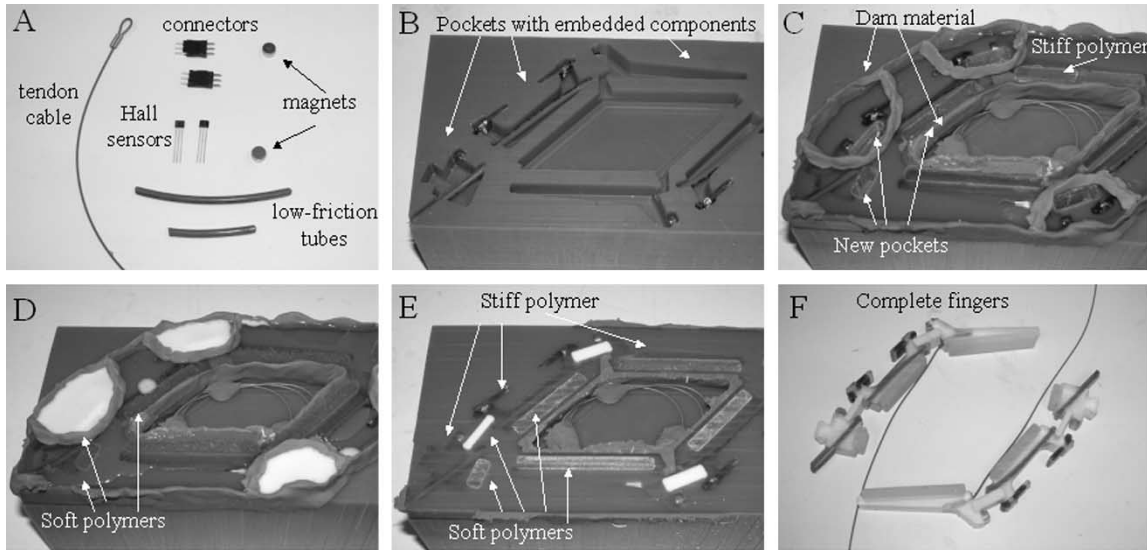 A
connectors
tendon
cable
magnets
Hall
sensors
low-friction
tubes
B
Pockets with embedded components
C
Dam material
Stiff polymer
New pockets
D
Soft polymers
E
Stiff polymer
Soft polymers
F
Complete fingers